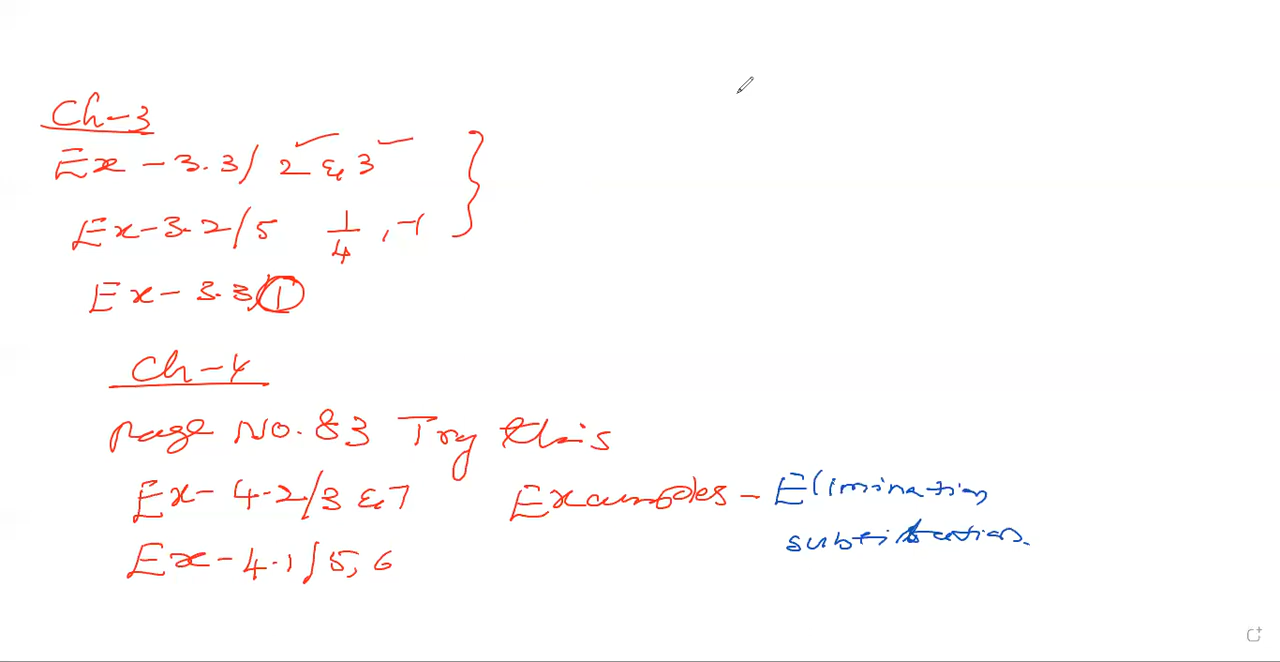 Ch-3
Ex - 3.3/ 2 & 3
Ex-3.2/5 1/4, -1
Ex - 3.3/1
Ch-4
page No. 83 Try this
Ex- 4.2/3 & 7 Examples - Elimination
substitution.
Ex - 4.1/5, 6